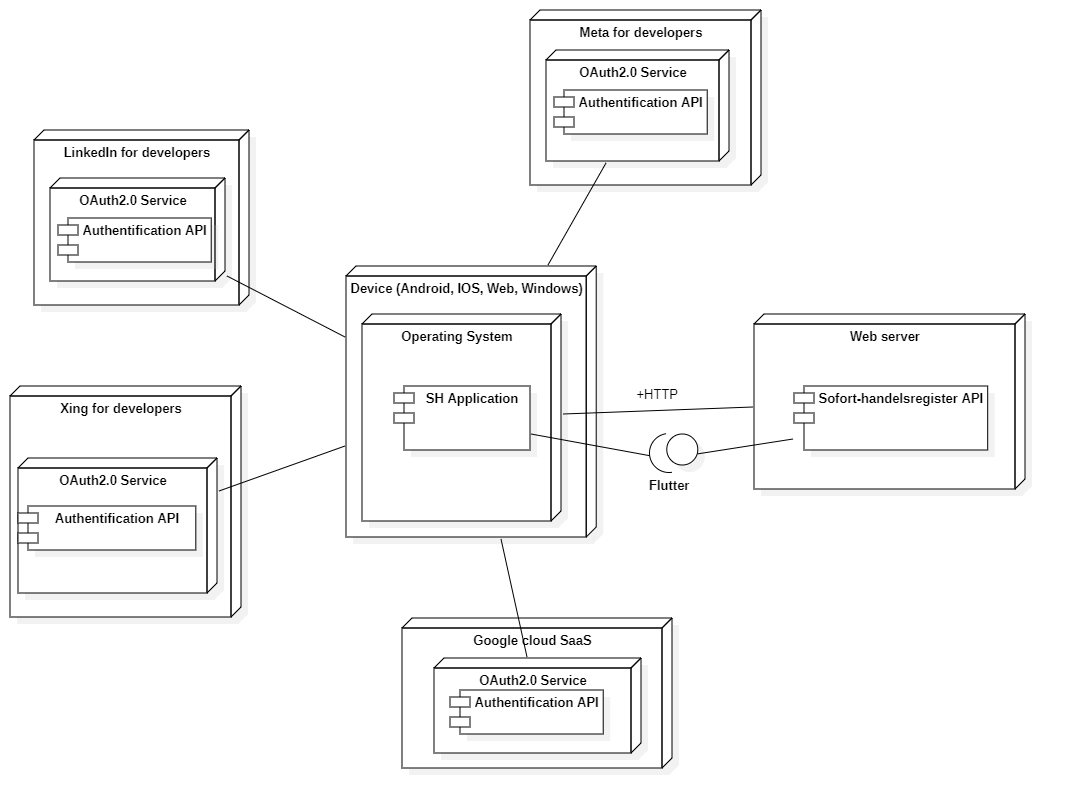 Meta for developers
OAuth2.0 Service
Authentification API
LinkedIn for developers
OAuth2.0 Service
Authentification API
Device (Android, IOS, Web, Windows)
Operating System
SH Application
+HTTP
Flutter
Web server
Sofort-handelsregister API
Xing for developers
OAuth2.0 Service
Authentification API
Google cloud SaaS
OAuth2.0 Service
Authentification API